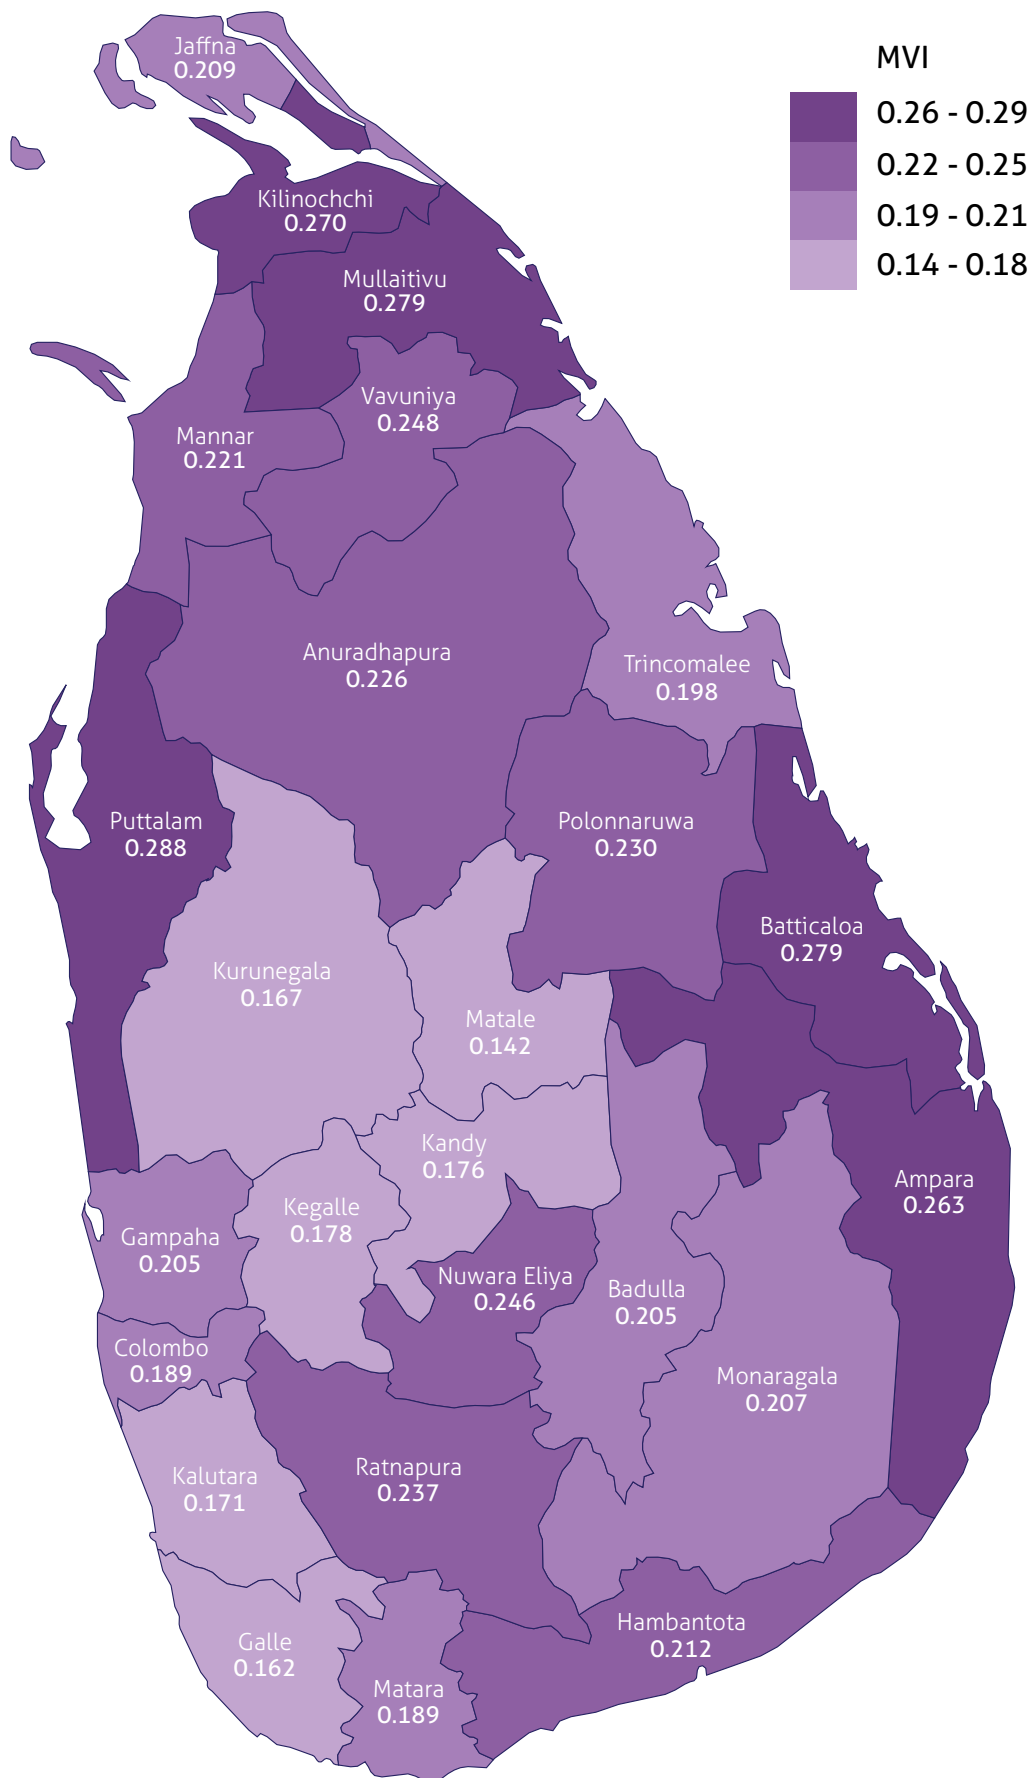 Jaffna
0.209
MVI
0.26 - 0.29
0.22 - 0.25
0.19 - 0.21
0.14 - 0.18
Kilinochchi
0.270
Mullaitivu
0.279
Vavuniya
0.248
Mannar
0.221
Anuradhapura
0.226
Trincomalee
0.198
Puttalam
0.288
Polonnaruwa
0.230
Batticaloa
0.279
Kurunegala
0.167
Matale
0.142
Kandy
0.176
Ampara
0.263
Kegalle
0.178
Gampaha
0.205
Nuwara Eliya
0.246
Badulla
0.205
Colombo
0.189
Monaragala
0.207
Ratnapura
0.237
Kalutara
0.171
Hambantota
0.212
Galle
0.162
Matara
0.189